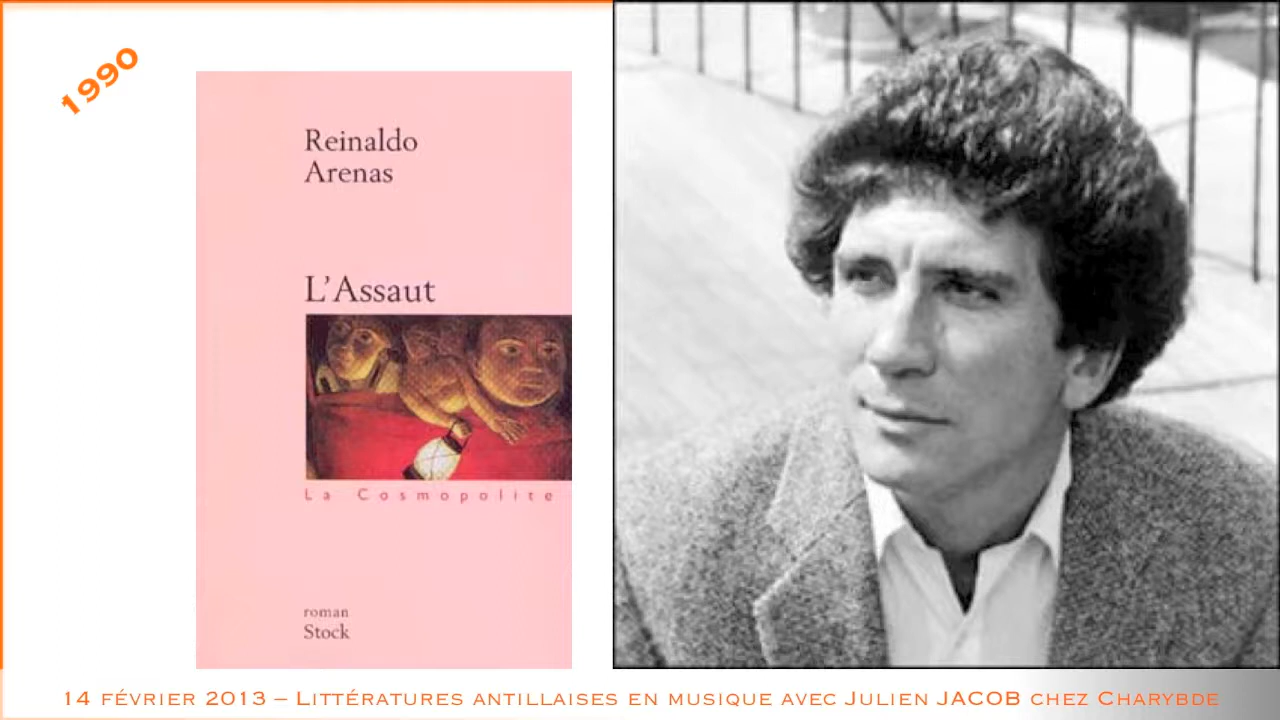 1990
Reinaldo
Arenas
L'Assaut
La Cosmopolite
roman
Stock
14 FÉVRIER 2013 – LITTÉRATURES ANTILLAISES EN MUSIQUE AVEC JULIEN JACOB CHEZ CHARYBDE